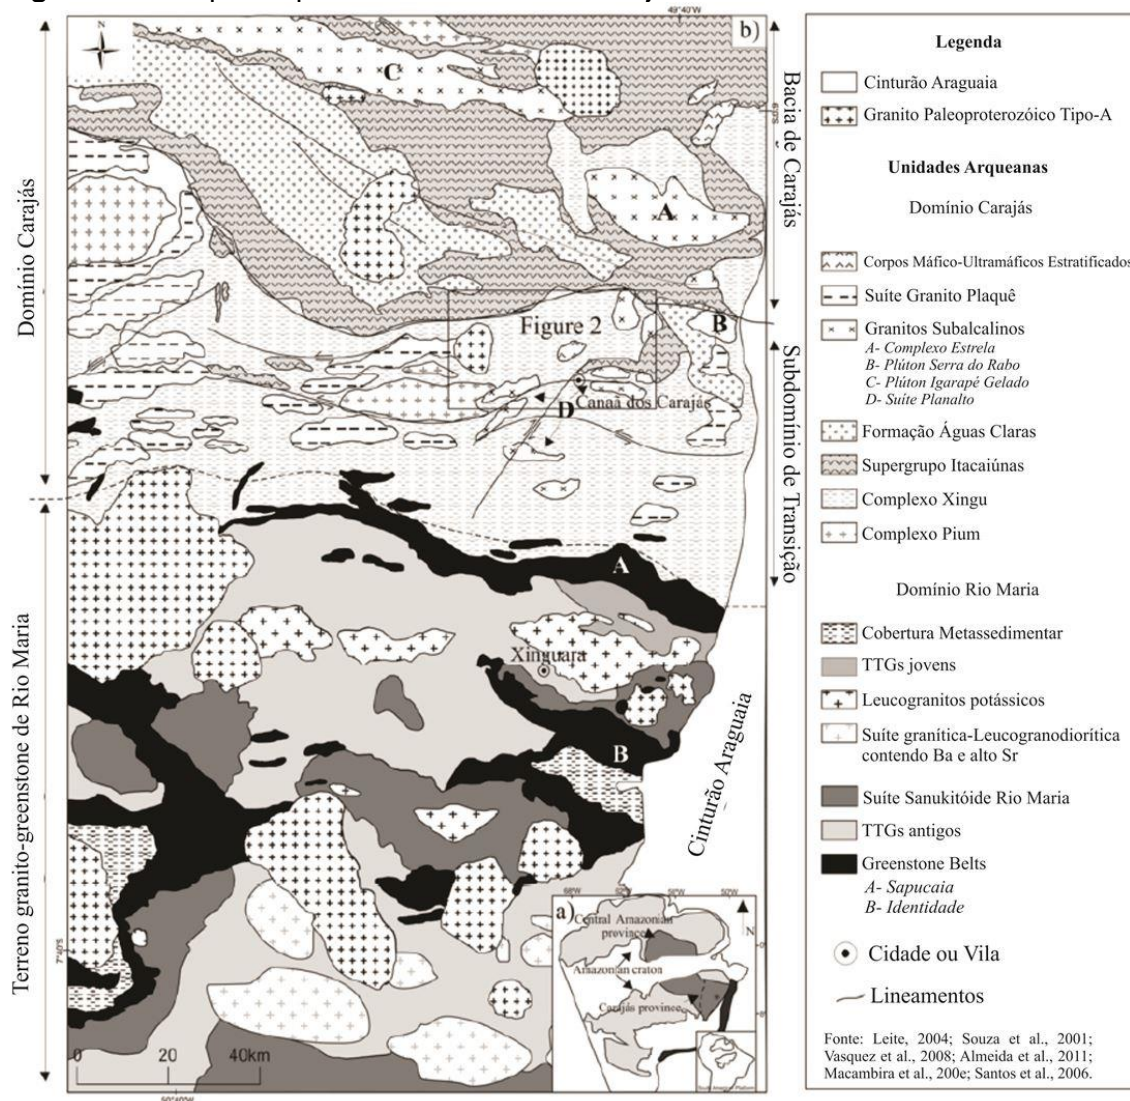 49°40'W
N
b)
C
A
B
Figure 2
Canaã dos Carajás
D
A
Xinguara
B
Cinturão Araguaia
a)
Central Amazonian
province
Amazonian craton
Carajás province
N
0 20 40km
Domínio Carajás
Terreno granito-greenstone de Rio Maria
Bacia de Carajás
Subdomínio de Transição
Legenda
Cinturão Araguaia
Granito Paleoproterozóico Tipo-A
Unidades Arqueanas
Domínio Carajás
Corpos Máfico-Ultramáficos Estratificados
Suíte Granito Plaquê
Granitos Subalcalinos
A- Complexo Estrela
B- Plúton Serra do Rabo
C- Plúton Igarapé Gelado
D- Suíte Planalto
Formação Águas Claras
Supergrupo Itacaiúnas
Complexo Xingu
Complexo Pium
Domínio Rio Maria
Cobertura Metassedimentar
TTGs jovens
Leucogranitos potássicos
Suíte granítica-Leucogranodiorítica
contendo Ba e alto Sr
Suíte Sanukitóide Rio Maria
TTGs antigos
Greenstone Belts
A- Sapucaia
B- Identidade
Cidade ou Vila
Lineamentos
Fonte: Leite, 2004; Souza et al., 2001;
Vasquez et al., 2008; Almeida et al., 2011;
Macambira et al., 200e; Santos et al., 2006.